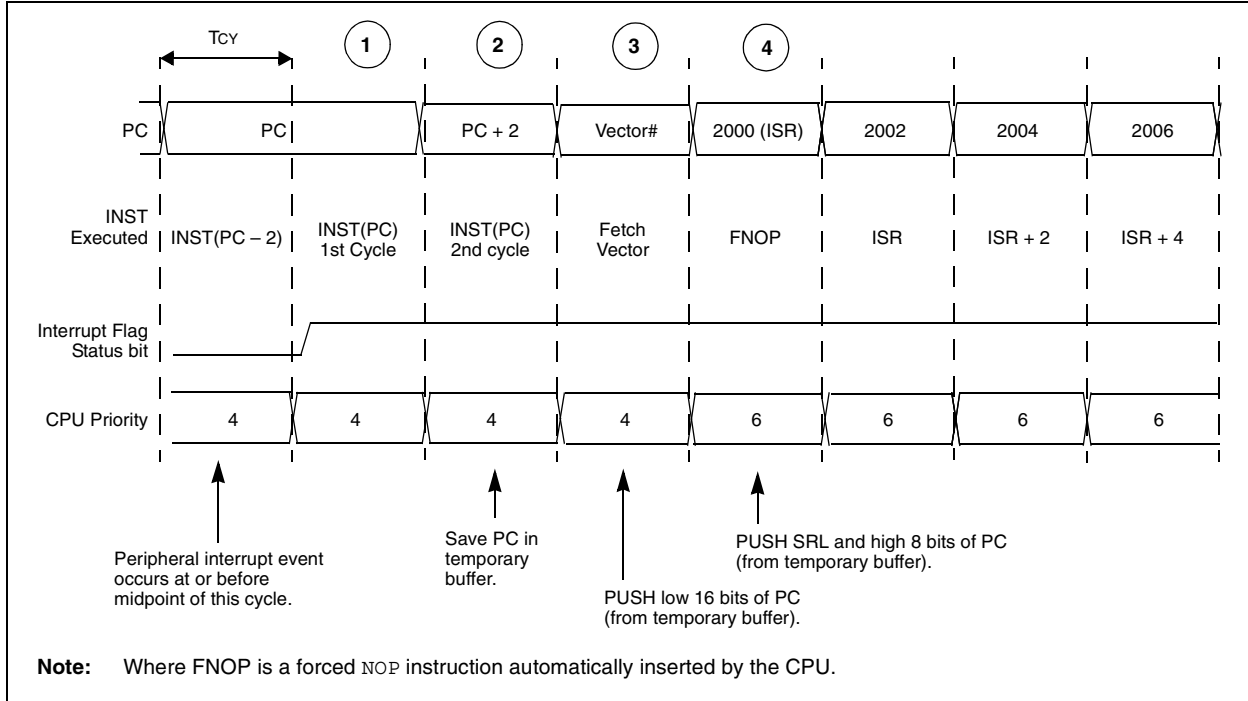 TCY
1
2
3
4
PC
PC
PC + 2
Vector#
2000 (ISR)
2002
2004
2006
INST
Executed
INST(PC – 2)
INST(PC)
1st Cycle
INST(PC)
2nd cycle
Fetch
Vector
FNOP
ISR
ISR + 2
ISR + 4
Interrupt Flag
Status bit
CPU Priority
4
4
4
4
6
6
6
6
Peripheral interrupt event
occurs at or before
midpoint of this cycle.
Save PC in
temporary
buffer.
PUSH low 16 bits of PC
(from temporary buffer).
PUSH SRL and high 8 bits of PC
(from temporary buffer).
Note: Where FNOP is a forced NOP instruction automatically inserted by the CPU.